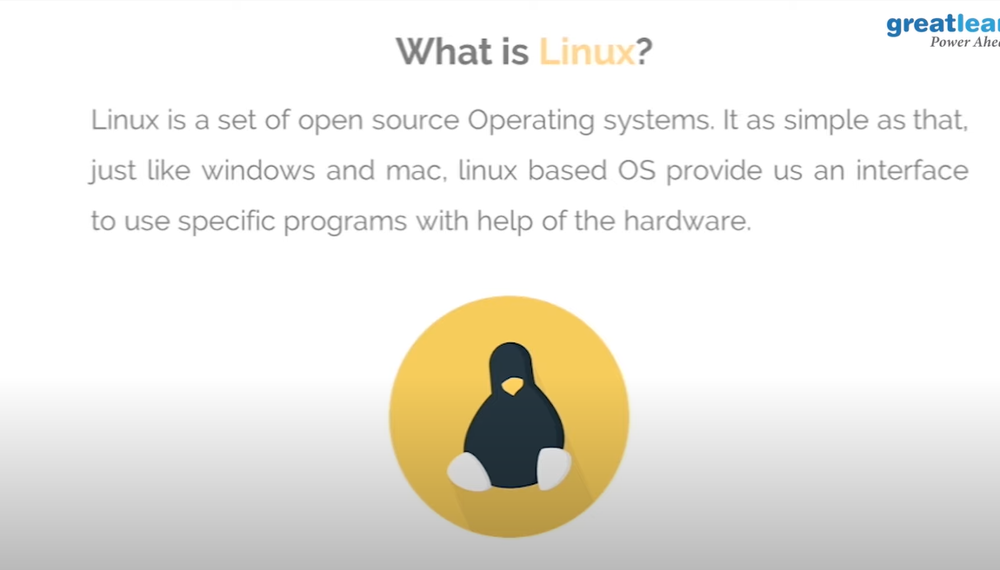 greatlear
Power Ahe
What is Linux?
Linux is a set of open source Operating systems. It as simple as that,
just like windows and mac, linux based OS provide us an interface
to use specific programs with help of the hardware.